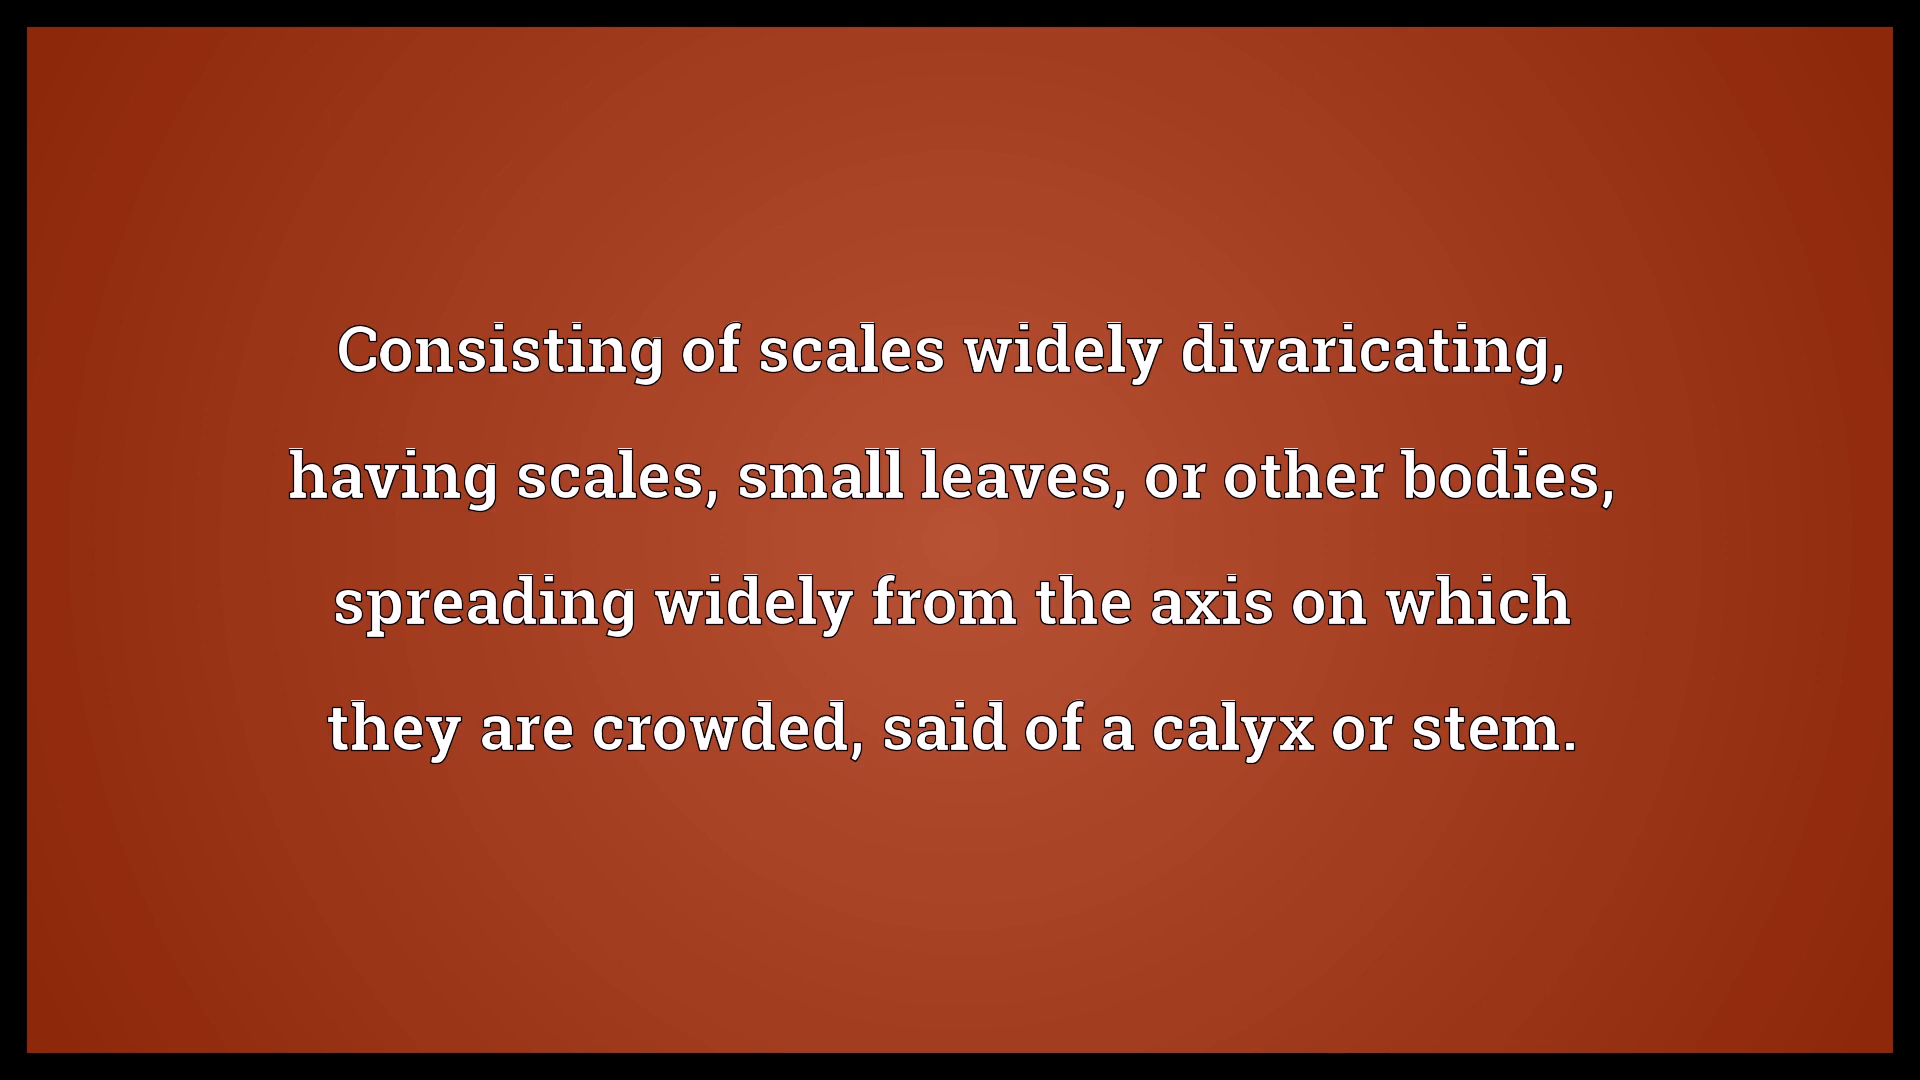 Consisting of scales widely divaricating,
having scales, small leaves, or other bodies,
spreading widely from the axis on which
they are crowded, said of a calyx or stem.